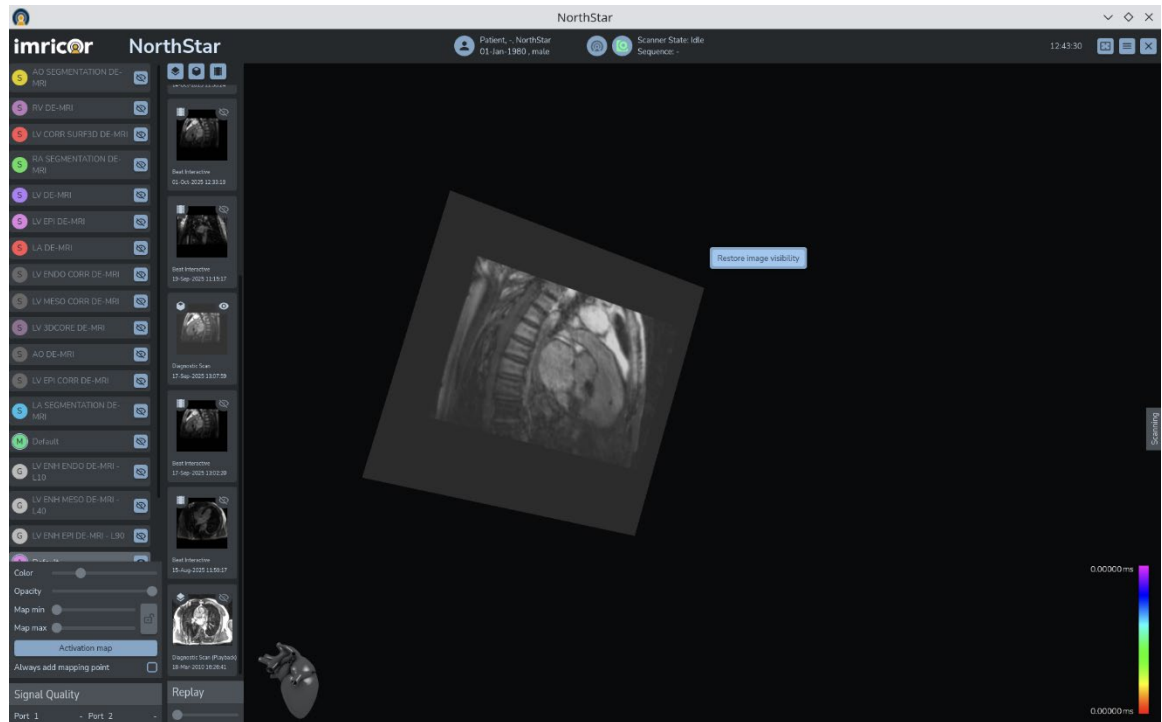 NorthStar
imricor NorthStar
Patient, -, NorthStar
01-Jan-1980 , male
Scanner State: Idle
Sequence: -
12:43:30
S AO SEGMENTATION DE-
MRI
S RV DE-MRI
S LV CORR SURF3D DE-MRI
S RA SEGMENTATION DE-
MRI
S LV DE-MRI
S LV EPI DE-MRI
S LA DE-MRI
S LV ENDO CORR DE-MRI
S LV MESO CORR DE-MRI
S LV 3DCORE DE-MRI
S AO DE-MRI
S LV EPI CORR DE-MRI
S LA SEGMENTATION DE-
MRI
M Default
G LV ENH ENDO DE-MRI -
L10
G LV ENH MESO DE-MRI -
L40
G LV ENH EPI DE-MRI - L90
Default
Color
Opacity
Map min
Map max
Activation map
Always add mapping point
Signal Quality
Port 1 - Port 2 -
Beat Interactive
01-Oct-2025 12:33:19
Beat Interactive
19-Sep-2025 11:15:17
Diagnostic Scan
17-Sep-2025 13:07:59
Beat Interactive
17-Sep-2025 13:02:29
Beat Interactive
15-Aug-2025 11:50:17
Diagnostic Scan (Playback)
18-Mar-2010 16:26:41
Replay
Restore image visibility
Scanning
0.00000 ms
0.00000 ms